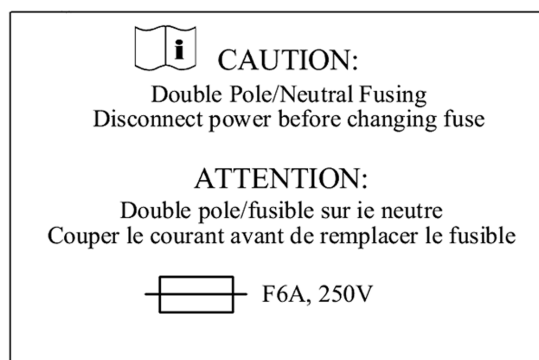 i
CAUTION:
Double Pole/Neutral Fusing
Disconnect power before changing fuse
ATTENTION:
Double pole/fusible sur ie neutre
Couper le courant avant de remplacer le fusible
F6A, 250V